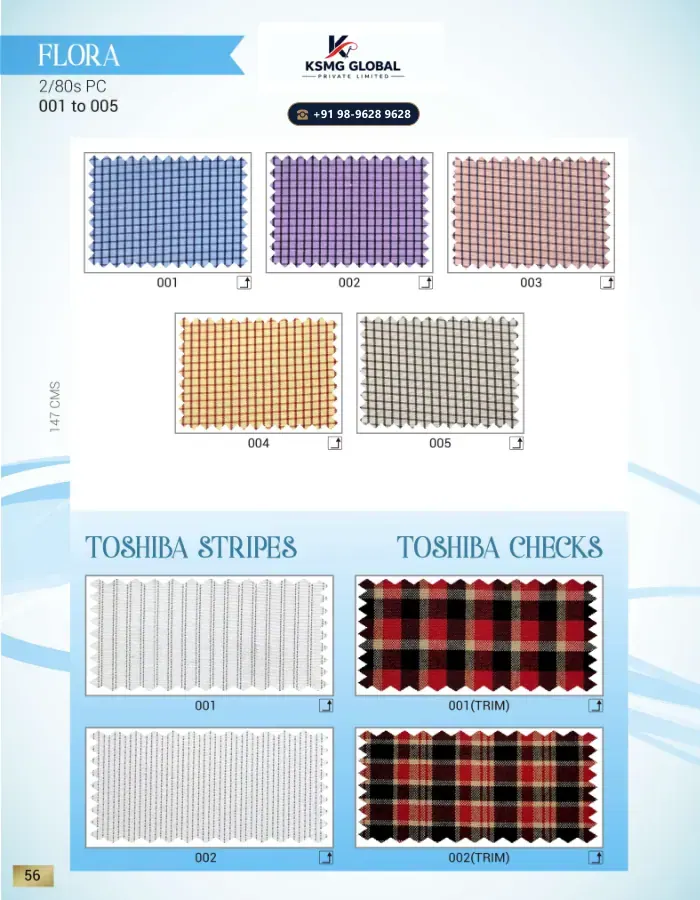 FLORA
2/80s PC
001 to 005
KSMG GLOBAL
PRIVATE LIMITED
+91 98-9628 9628
001
002
003
004
005
147 CMS
TOSHIBA STRIPES
TOSHIBA CHECKS
001
001(TRIM)
002
002(TRIM)
56